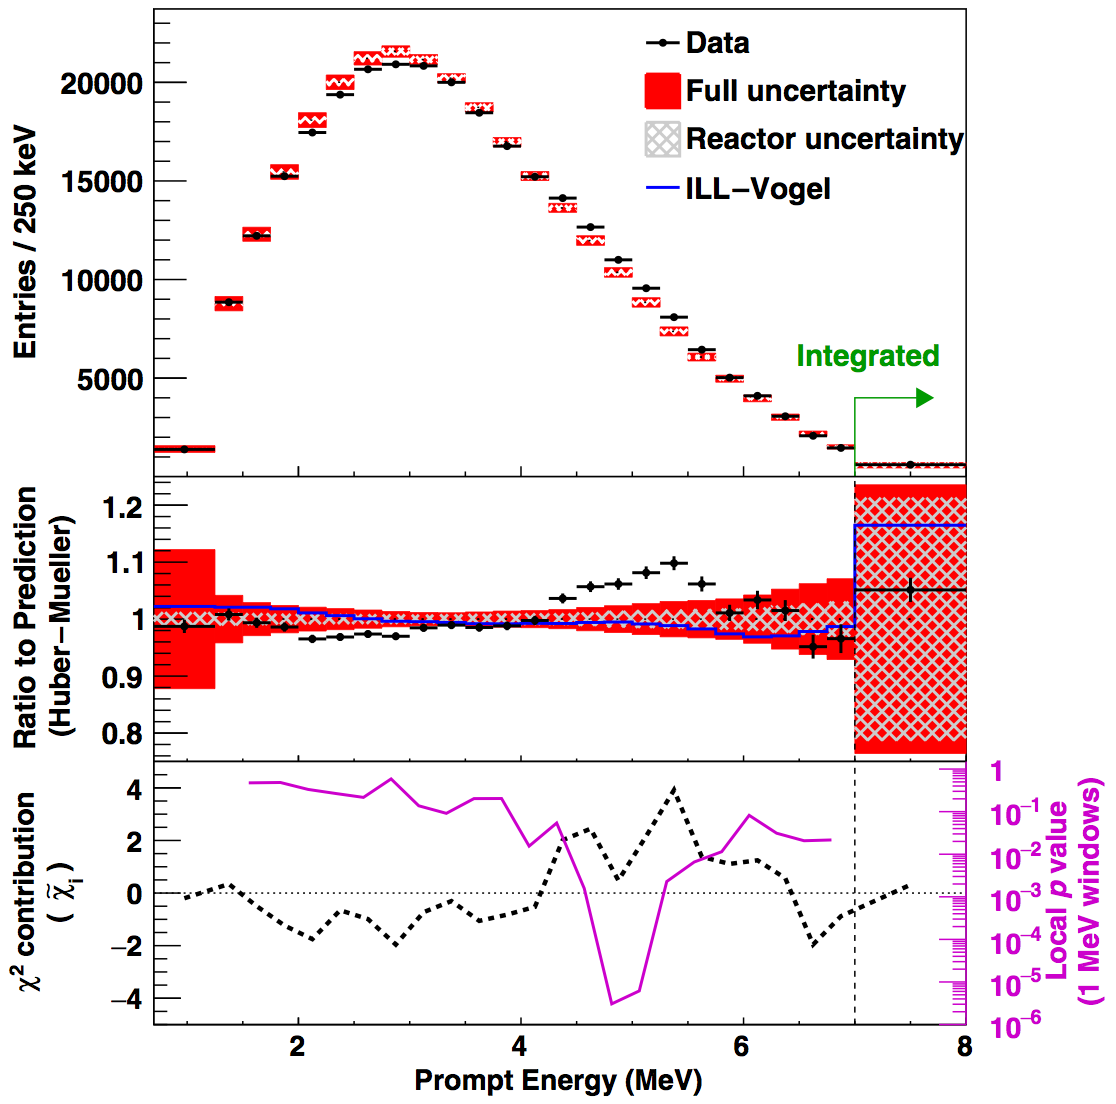 Data
Full uncertainty
Reactor uncertainty
ILL−Vogel
Entries / 250 keV
20000
15000
10000
5000
Integrated
Ratio to Prediction
(Huber−Mueller)
1.2
1.1
1
0.9
0.8
χ² contribution
( χ̃ᵢ )
4
2
0
−2
−4
1
10⁻¹
10⁻²
10⁻³
10⁻⁴
10⁻⁵
10⁻⁶
Local p value
(1 MeV windows)
2 4 6 8
Prompt Energy (MeV)